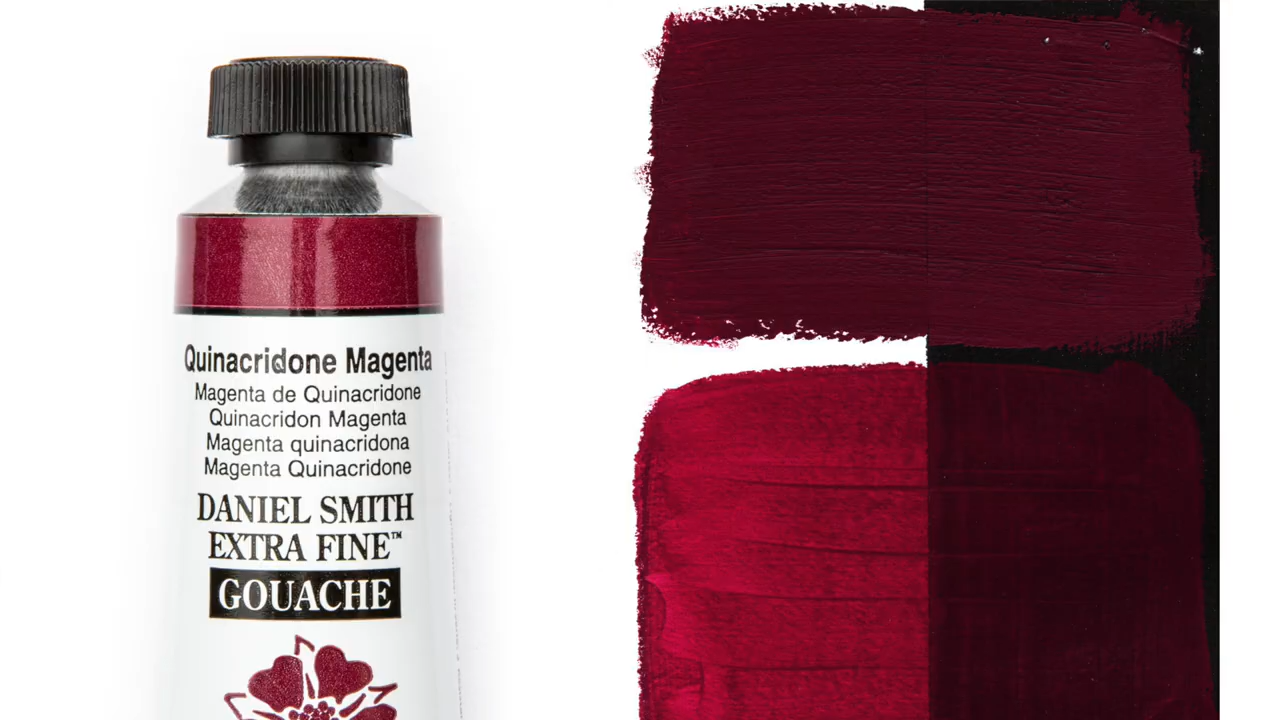 Quinacridone Magenta
Magenta de Quinacridone
Quinacridon Magenta
Magenta quinacridona
Magenta Quinacridone
DANIEL SMITH
EXTRA FINE™
GOUACHE